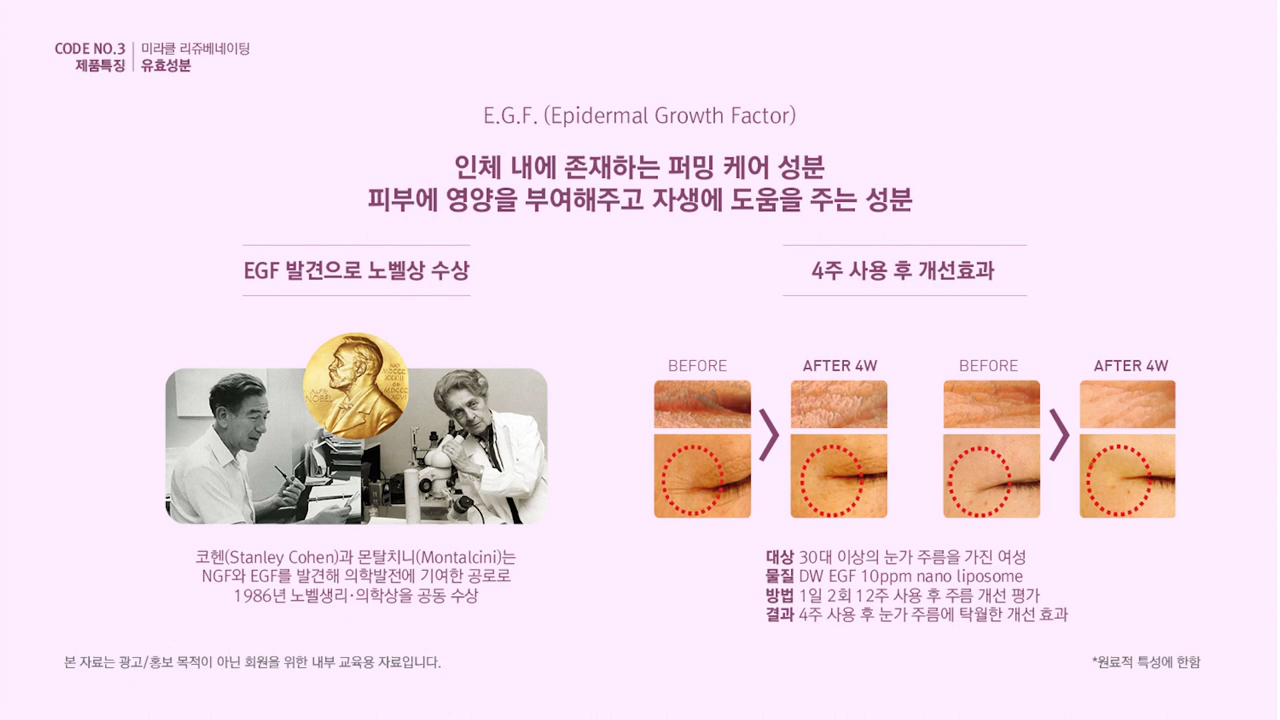 CODE NO.3
제품특징
미라클 리쥬베네이팅
유효성분
E.G.F. (Epidermal Growth Factor)
인체 내에 존재하는 퍼밍 케어 성분
피부에 영양을 부여해주고 자생에 도움을 주는 성분
EGF 발견으로 노벨상 수상
코헨(Stanley Cohen)과 몬탈치니(Montalcini)는
NGF와 EGF를 발견해 의학발전에 기여한 공로로
1986년 노벨생리·의학상을 공동 수상
4주 사용 후 개선효과
BEFORE
AFTER 4W
BEFORE
AFTER 4W
대상 30대 이상의 눈가 주름을 가진 여성
물질 DW EGF 10ppm nano liposome
방법 1일 2회 12주 사용 후 주름 개선 평가
결과 4주 사용 후 눈가 주름에 탁월한 개선 효과
본 자료는 광고/홍보 목적이 아닌 회원을 위한 내부 교육용 자료입니다.
*원료적 특성에 한함